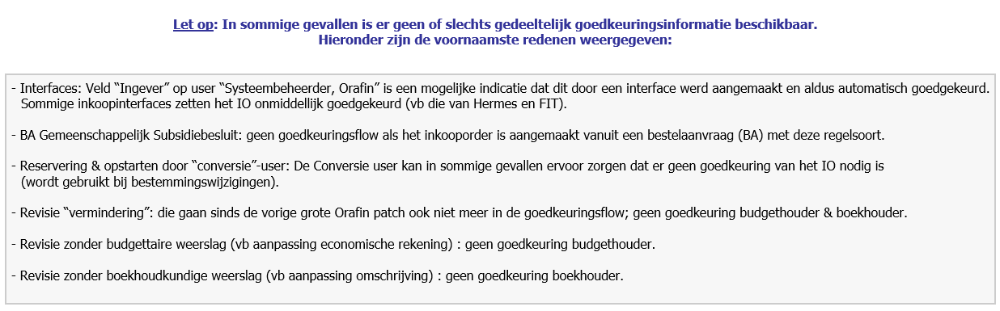 Let op: In sommige gevallen is er geen of slechts gedeeltelijk goedkeuringsinformatie beschikbaar.
Hieronder zijn de voornaamste redenen weergegeven:
- Interfaces: Veld “Ingever” op user “Systeembeheerder, Orafin” is een mogelijke indicatie dat dit door een interface werd aangemaakt en aldus automatisch goedgekeurd.
Sommige inkoopinterfaces zetten het IO onmiddellijk goedgekeurd (vb die van Hermes en FIT).
- BA Gemeenschappelijk Subsidiebesluit: geen goedkeuringsflow als het inkooporder is aangemaakt vanuit een bestelaanvraag (BA) met deze regelsoort.
- Reservering & opstarten door “conversie”-user: De Conversie user kan in sommige gevallen ervoor zorgen dat er geen goedkeuring van het IO nodig is
(wordt gebruikt bij bestemmingswijzigingen).
- Revisie “vermindering”: die gaan sinds de vorige grote Orafin patch ook niet meer in de goedkeuringsflow; geen goedkeuring budgethouder & boekhouder.
- Revisie zonder budgettaire weerslag (vb aanpassing economische rekening) : geen goedkeuring budgethouder.
- Revisie zonder boekhoudkundige weerslag (vb aanpassing omschrijving) : geen goedkeuring boekhouder.